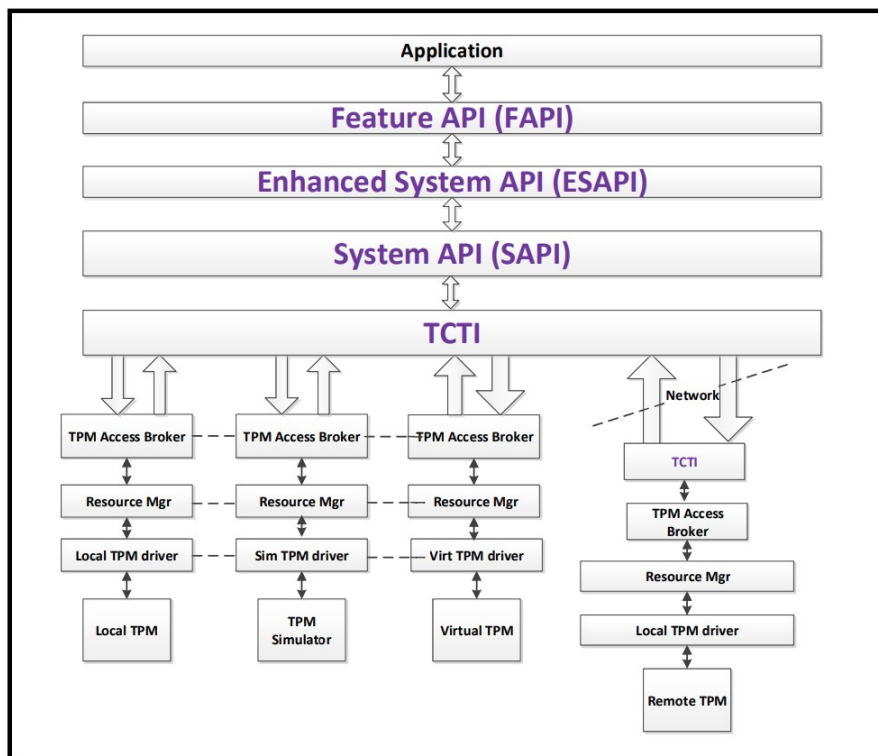 Application
Feature API (FAPI)
Enhanced System API (ESAPI)
System API (SAPI)
TCTI
Network
TPM Access Broker
TPM Access Broker
TPM Access Broker
TCTI
Resource Mgr
Resource Mgr
Resource Mgr
TPM Access
Broker
Local TPM driver
Sim TPM driver
Virt TPM driver
Resource Mgr
Local TPM
TPM
Simulator
Virtual TPM
Local TPM driver
Remote TPM